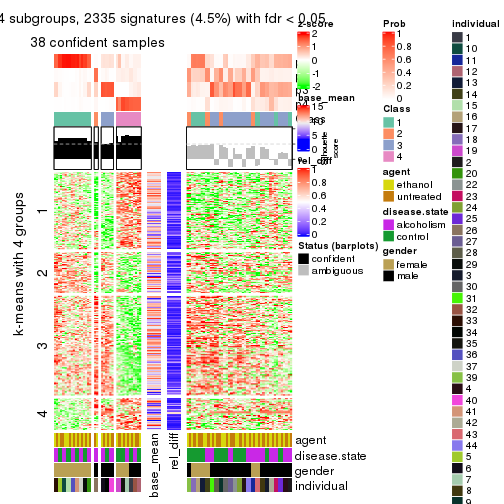 4 subgroups, 2335 signatures (4.5%) with fdr < 0.05
38 confident samples
k-means with 4 groups
1
2
3
4
base_mean
rel_diff
agent
disease.state
gender
individual
z-score
2
1
0
-1
-2
base_mean
15
10
5
0
silhouette
score
rel_diff
1
0.8
0.6
0.4
0.2
0
Status (barplots)
confident
ambiguous
Prob
1
0.8
0.6
0.4
0.2
0
Class
1
2
3
4
agent
ethanol
untreated
disease.state
alcoholism
control
gender
female
male
individual
1
10
11
12
13
14
15
16
17
18
19
2
20
22
23
24
25
26
27
28
29
3
30
31
32
33
34
35
36
37
39
4
40
41
42
43
44
5
6
7
8
9